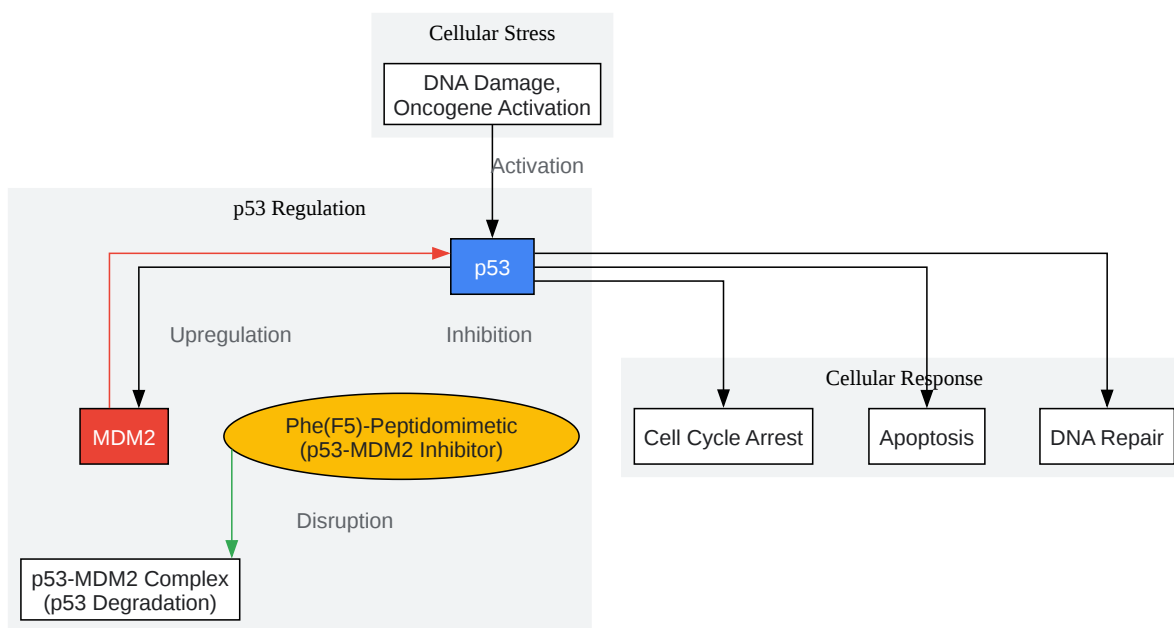 Cellular Stress
DNA Damage,
Oncogene Activation
Activation
p53 Regulation
p53
Upregulation
Inhibition
Cellular Response
MDM2
Phe(F5)-Peptidomimetic
(p53-MDM2 Inhibitor)
Cell Cycle Arrest
Apoptosis
DNA Repair
Disruption
p53-MDM2 Complex
(p53 Degradation)